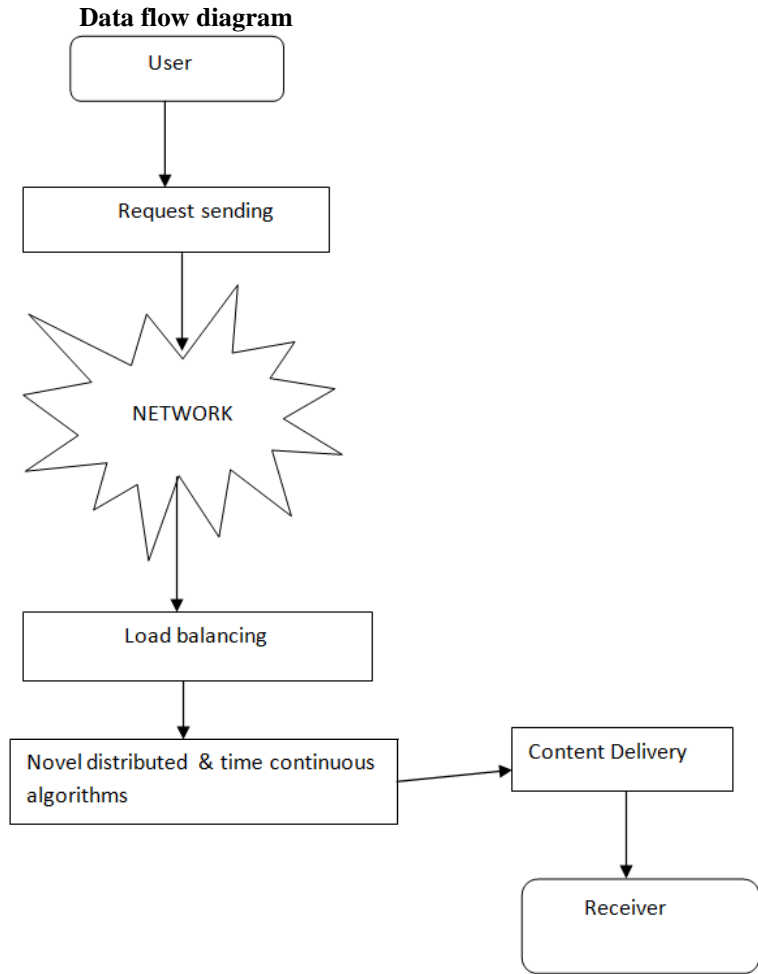 Data flow diagram
User
Request sending
NETWORK
Load balancing
Novel distributed & time continuous
algorithms
Content Delivery
Receiver